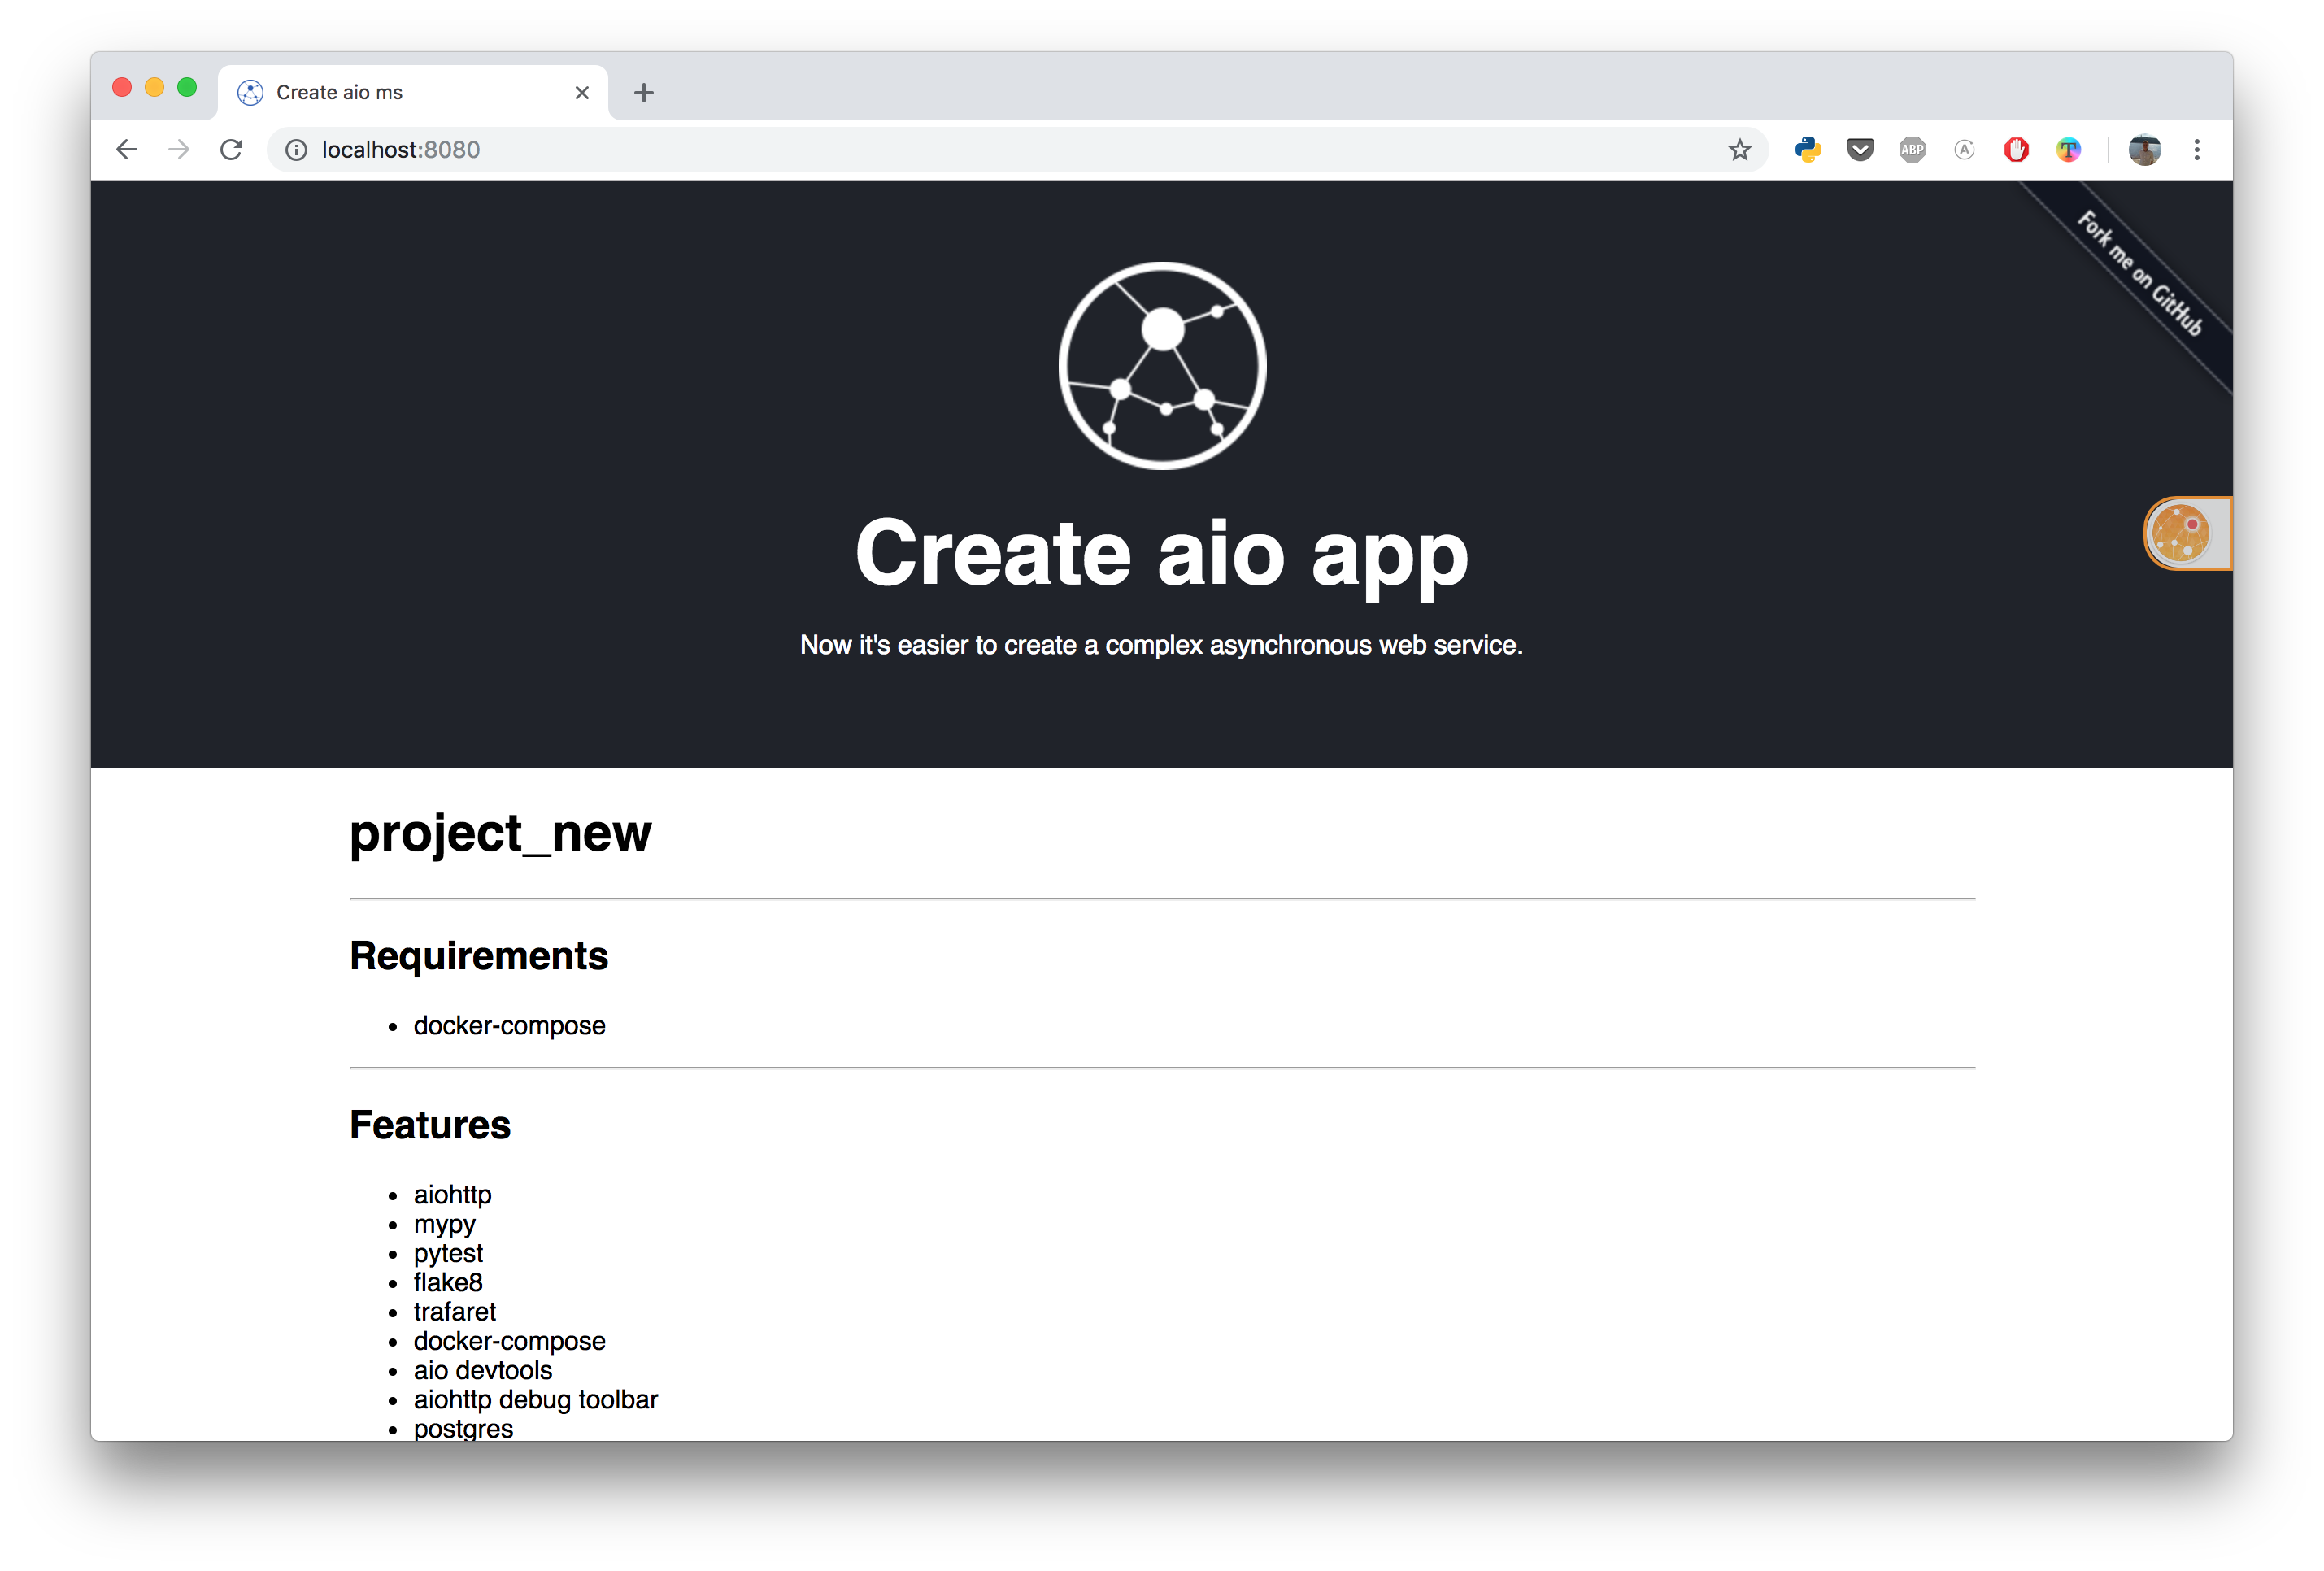 Create aio ms
localhost:8080
ABP
A
T
Fork me on GitHub
Create aio app
Now it's easier to create a complex asynchronous web service.
project_new
Requirements
docker-compose
Features
aiohttp
mypy
pytest
flake8
trafaret
docker-compose
aio devtools
aiohttp debug toolbar
postgres